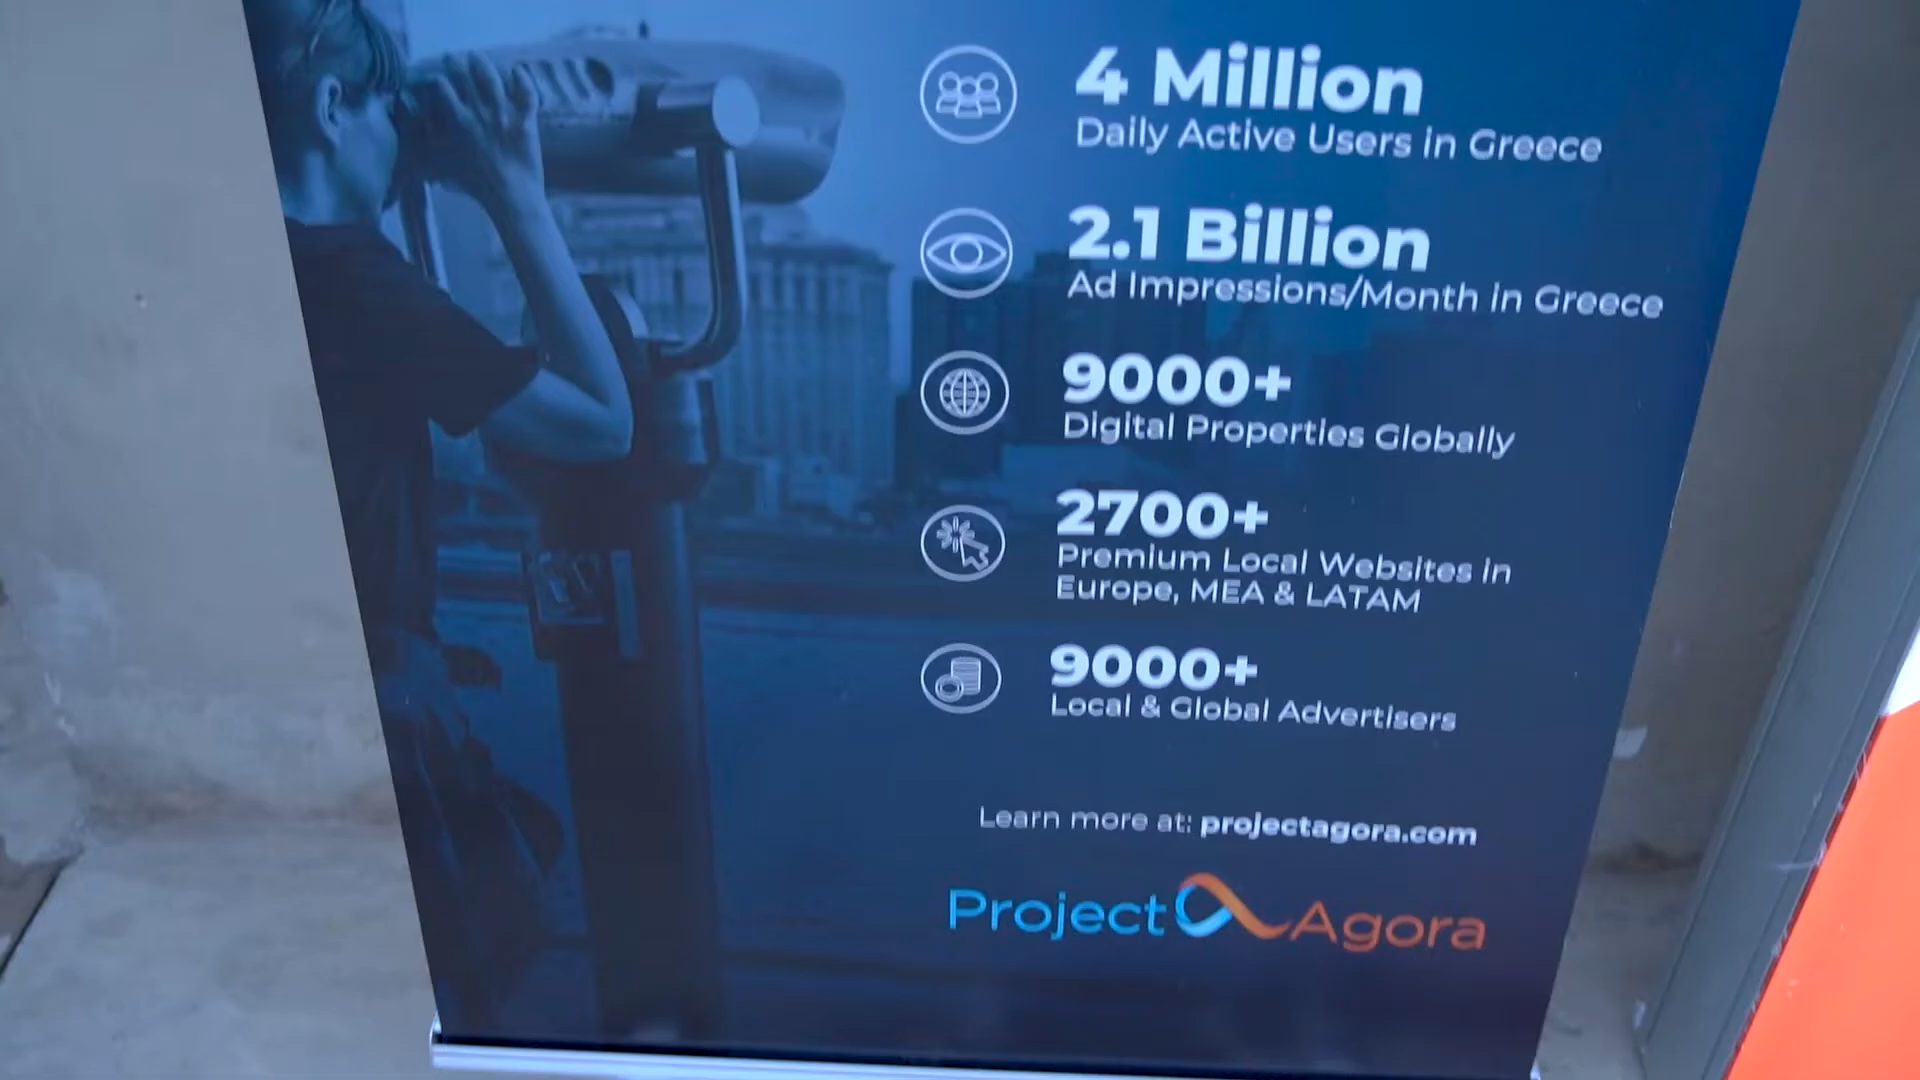 4 Million
Daily Active Users in Greece
2.1 Billion
Ad Impressions/Month in Greece
9000+
Digital Properties Globally
2700+
Premium Local Websites in
Europe, MEA & LATAM
9000+
Local & Global Advertisers
Learn more at: projectagora.com
Project Agora